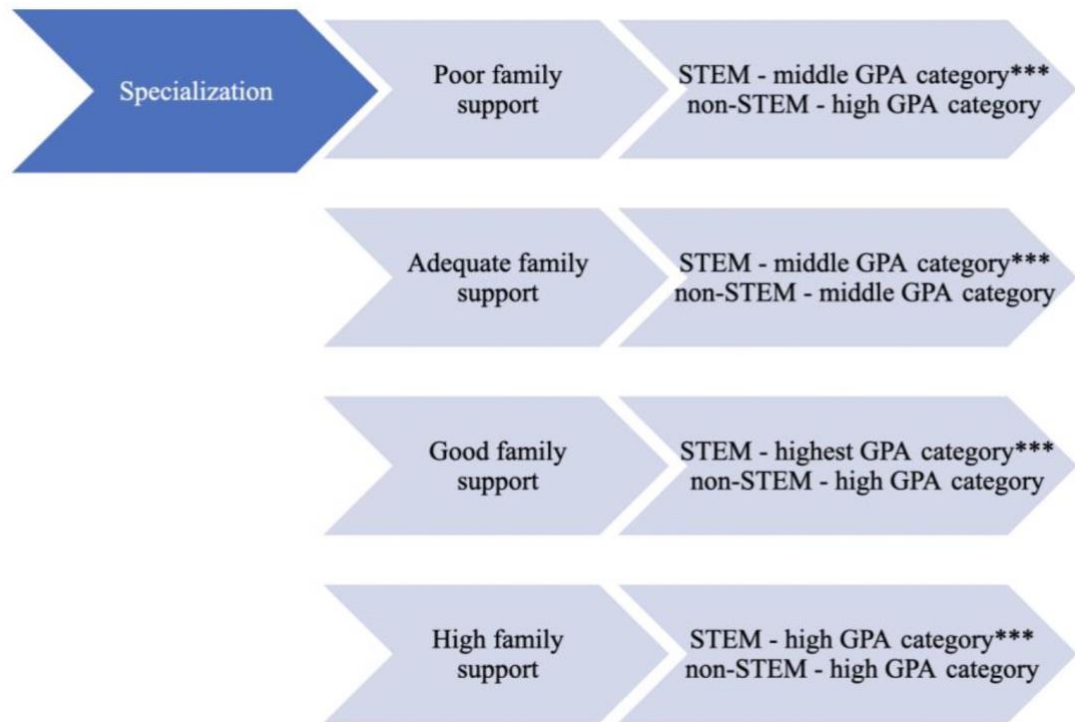 Specialization
Poor family
support
STEM - middle GPA category***
non-STEM - high GPA category
Adequate family
support
STEM - middle GPA category***
non-STEM - middle GPA category
Good family
support
STEM - highest GPA category***
non-STEM - high GPA category
High family
support
STEM - high GPA category***
non-STEM - high GPA category